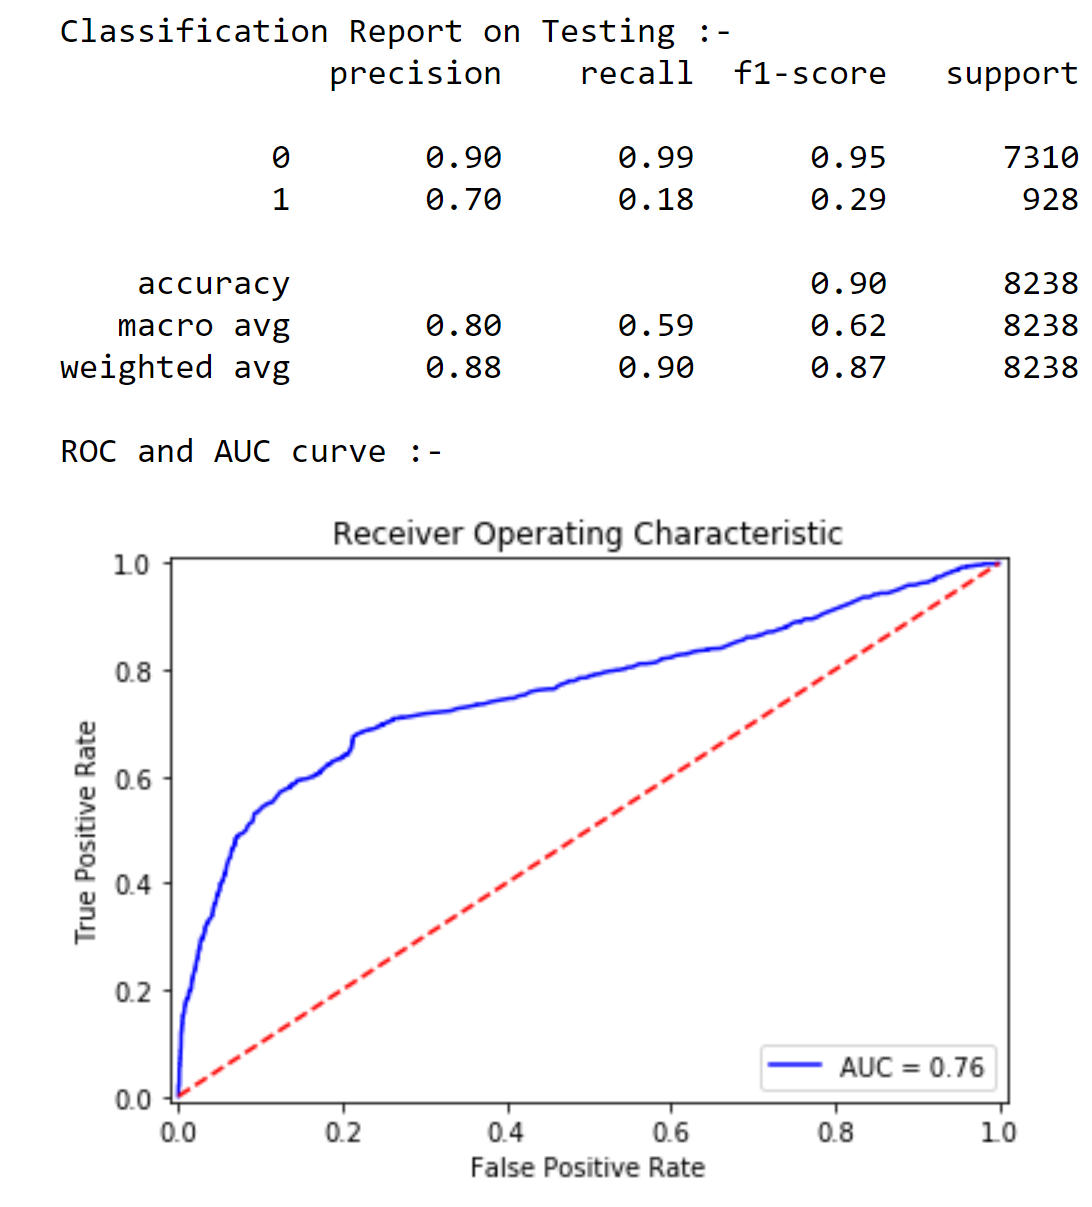 Classification Report on Testing :-
precision recall f1-score support
0 0.90 0.99 0.95 7310
1 0.70 0.18 0.29 928
accuracy 0.90 8238
macro avg 0.80 0.59 0.62 8238
weighted avg 0.88 0.90 0.87 8238
ROC and AUC curve :-
Receiver Operating Characteristic
1.0
0.8
0.6
0.4
0.2
0.0
True Positive Rate
AUC = 0.76
0.0 0.2 0.4 0.6 0.8 1.0
False Positive Rate